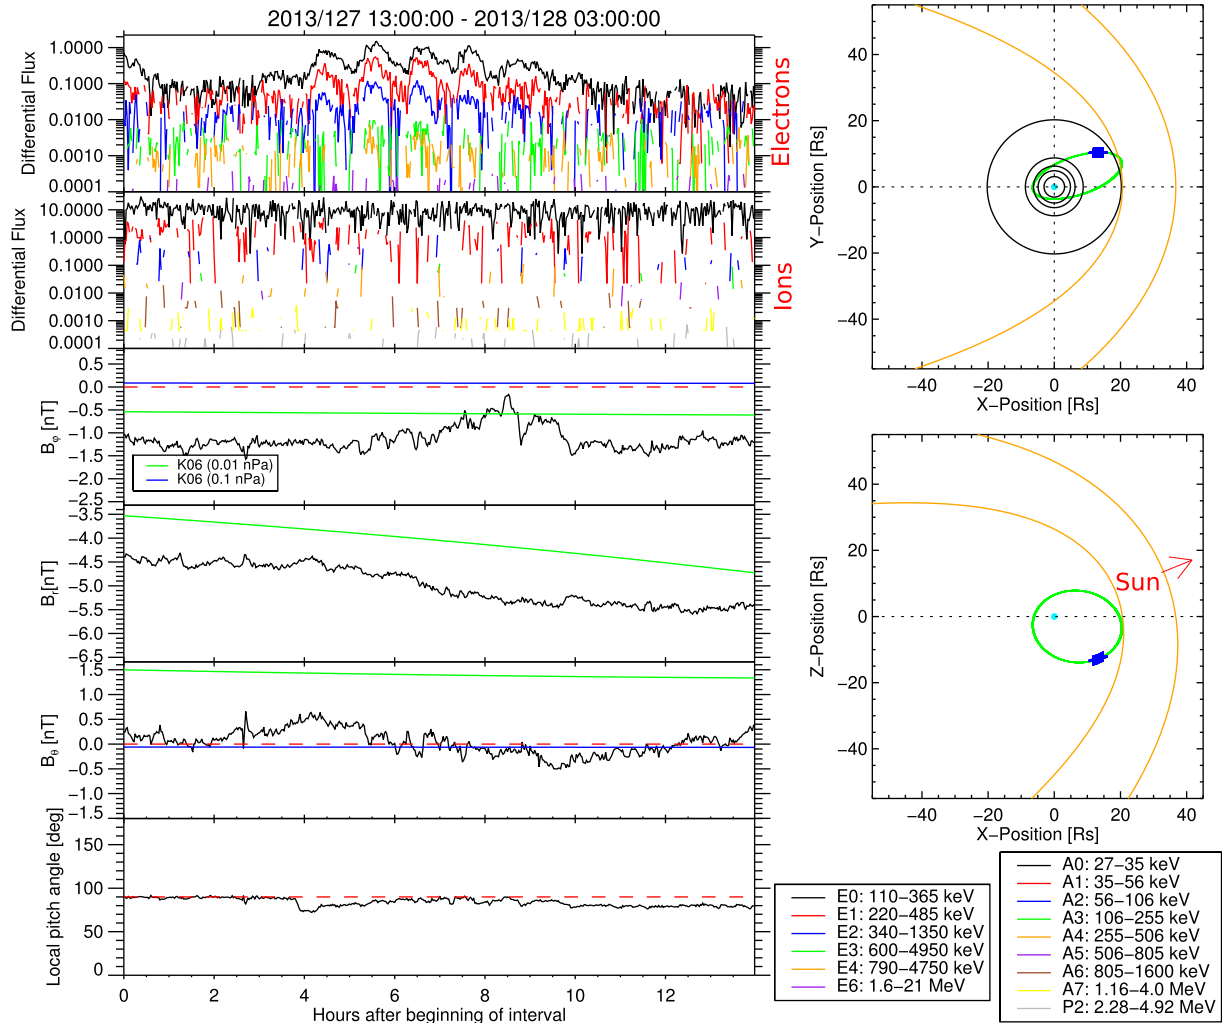 2013/127 13:00:00 - 2013/128 03:00:00
Differential Flux
1.0000
0.1000
0.0100
0.0010
0.0001
Electrons
Differential Flux
10.0000
1.0000
0.1000
0.0100
0.0010
0.0001
Ions
Bφ [nT]
0.5
0.0
−0.5
−1.0
−1.5
−2.0
−2.5
K06 (0.01 nPa)
K06 (0.1 nPa)
Br[nT]
−3.5
−4.0
−4.5
−5.0
−5.5
−6.0
−6.5
Bθ [nT]
1.5
1.0
0.5
0.0
−0.5
−1.0
−1.5
Local pitch angle [deg]
150
100
50
0
0 2 4 6 8 10 12
Hours after beginning of interval
Y−Position [Rs]
40
20
0
−20
−40
−40 −20 0 20 40
X−Position [Rs]
Z−Position [Rs]
40
20
0
−20
−40
Sun
−40 −20 0 20 40
X−Position [Rs]
E0: 110−365 keV
E1: 220−485 keV
E2: 340−1350 keV
E3: 600−4950 keV
E4: 790−4750 keV
E6: 1.6−21 MeV
A0: 27−35 keV
A1: 35−56 keV
A2: 56−106 keV
A3: 106−255 keV
A4: 255−506 keV
A5: 506−805 keV
A6: 805−1600 keV
A7: 1.16−4.0 MeV
P2: 2.28−4.92 MeV